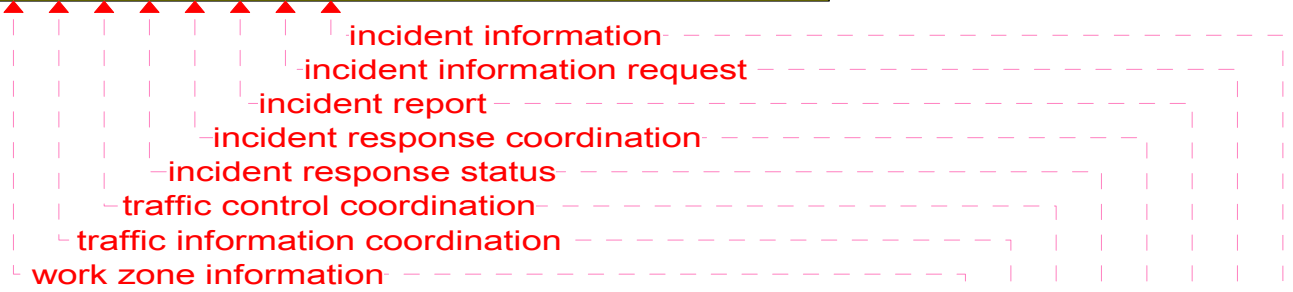 incident information
incident information request
incident report
incident response coordination
incident response status
traffic control coordination
traffic information coordination
work zone information